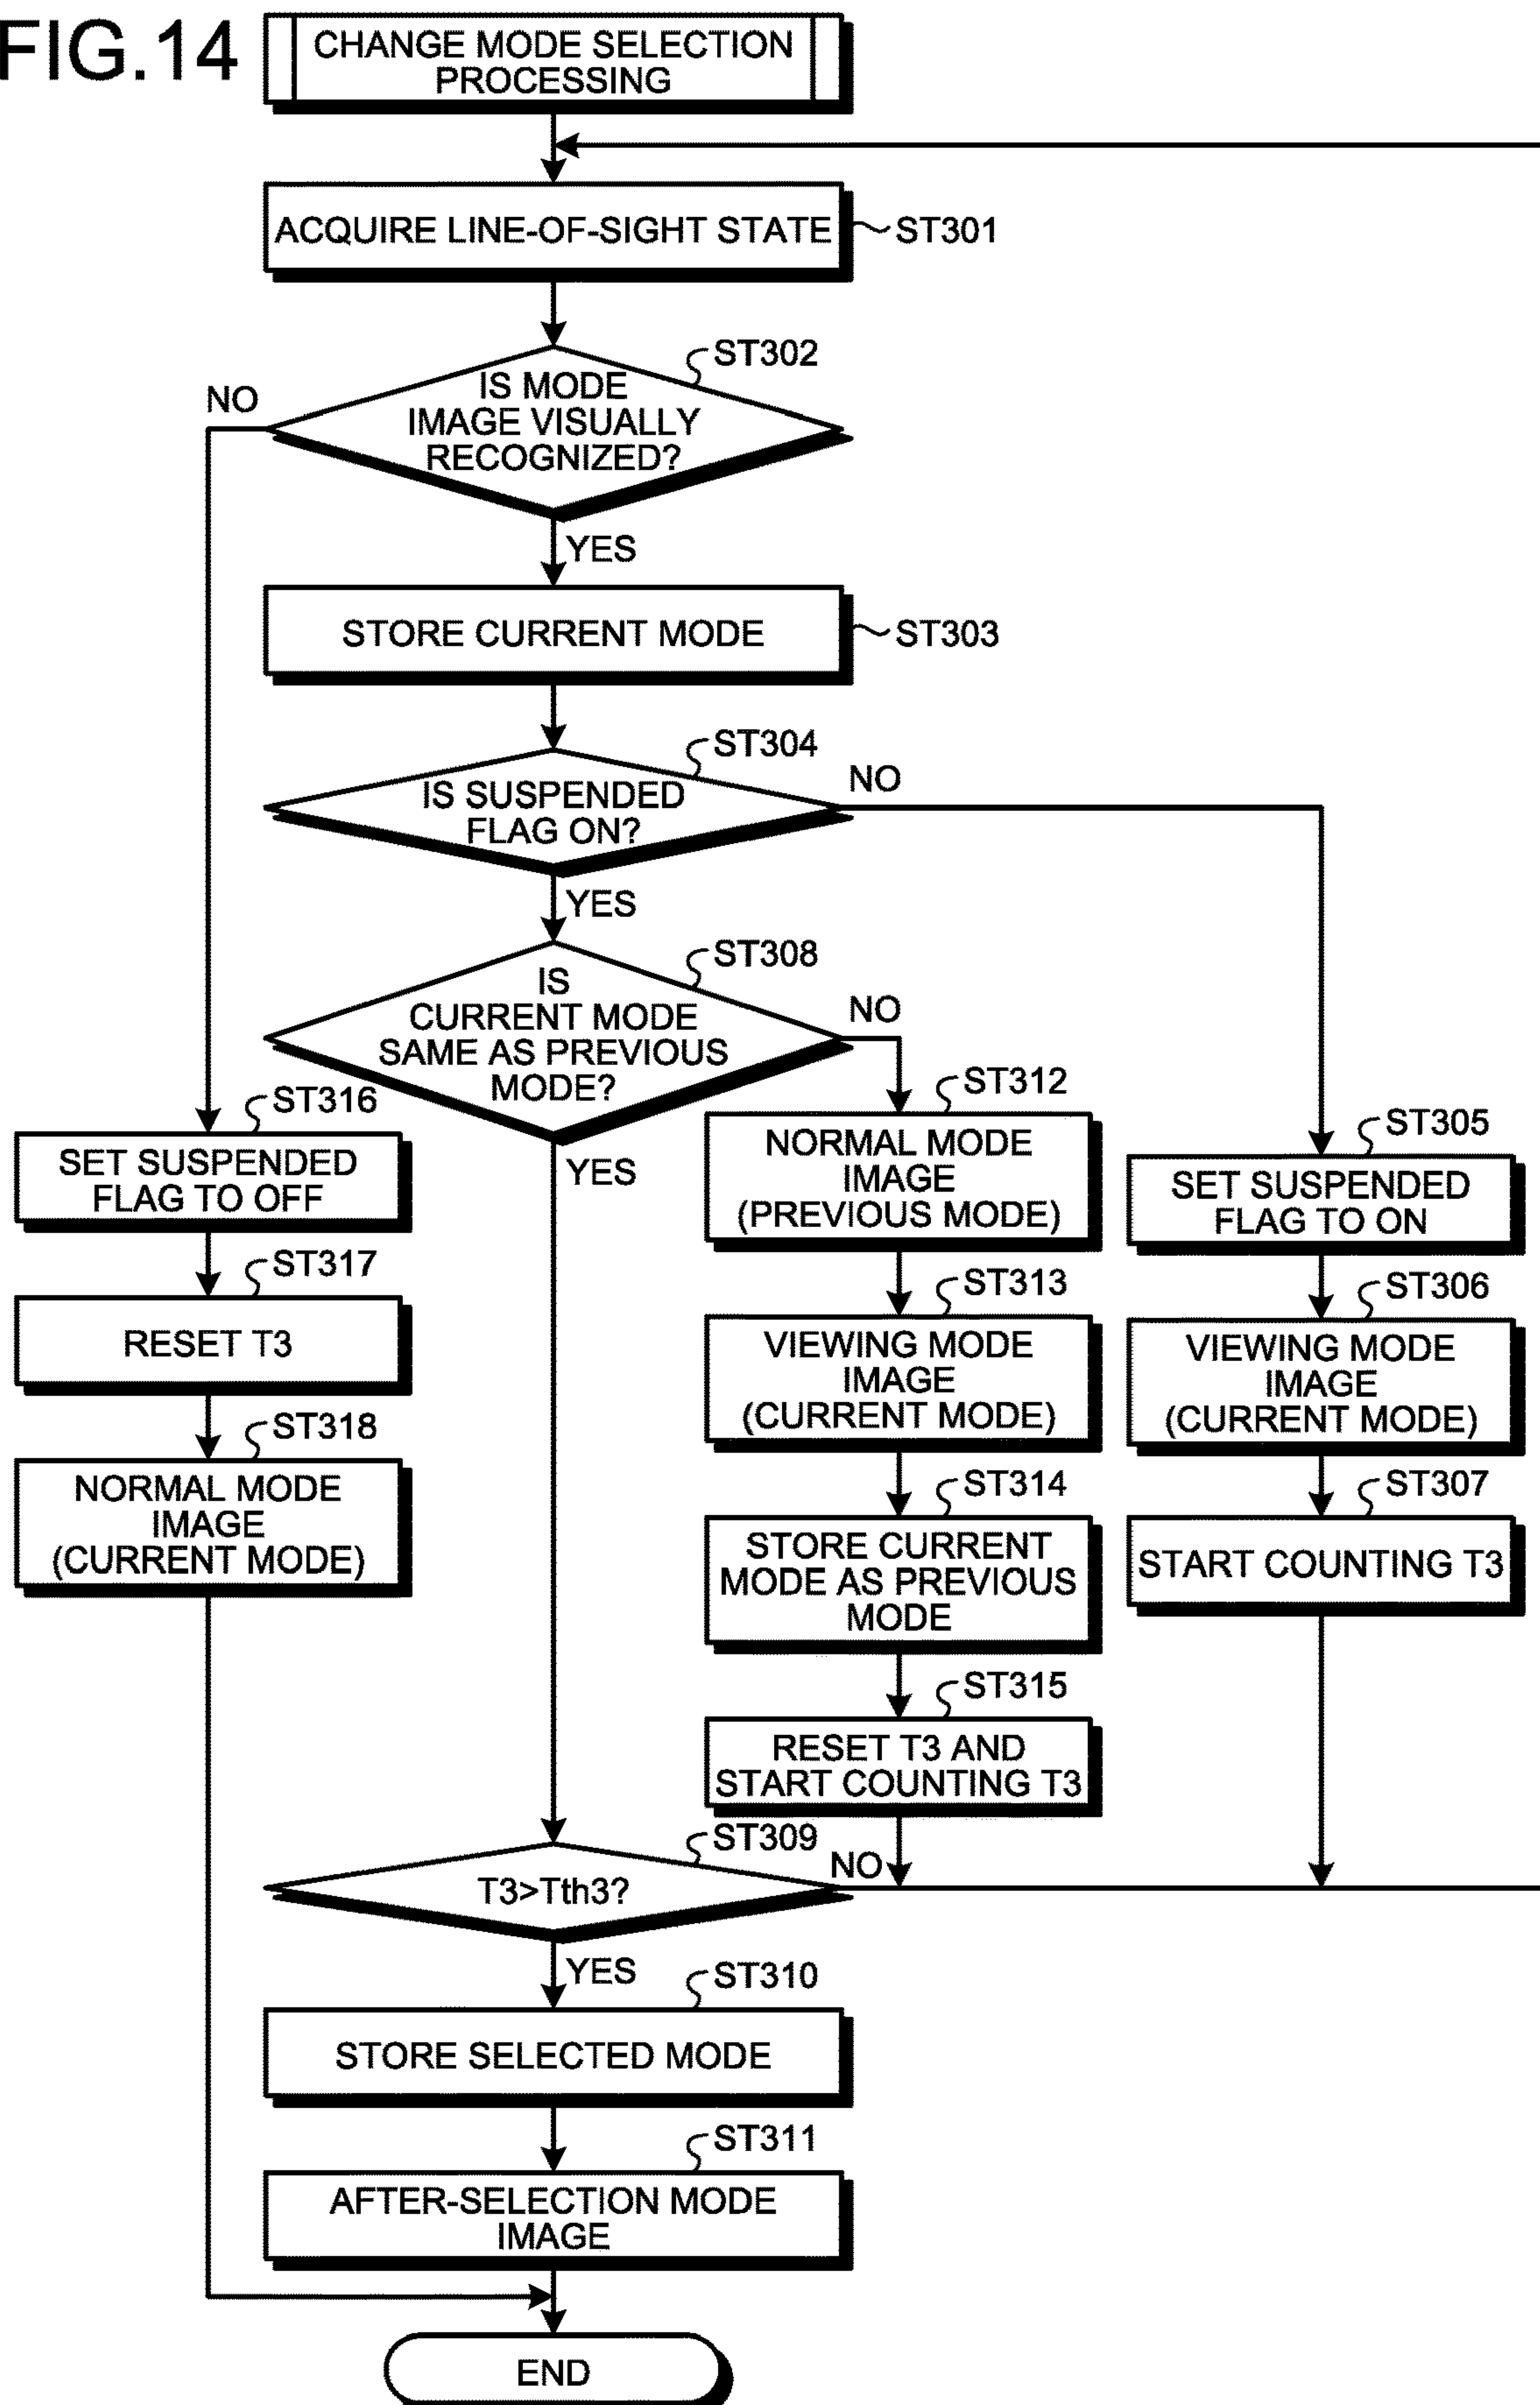 FIG.14
CHANGE MODE SELECTION
PROCESSING
ACQUIRE LINE-OF-SIGHT STATE
ST301
ST302
IS MODE
IMAGE VISUALLY
RECOGNIZED?
NO
YES
STORE CURRENT MODE
ST303
ST304
IS SUSPENDED
FLAG ON?
NO
YES
ST308
IS
CURRENT MODE
SAME AS PREVIOUS
MODE?
NO
YES
ST316
SET SUSPENDED
FLAG TO OFF
ST317
RESET T3
ST318
NORMAL MODE
IMAGE
(CURRENT MODE)
ST312
NORMAL MODE
IMAGE
(PREVIOUS MODE)
ST313
VIEWING MODE
IMAGE
(CURRENT MODE)
ST314
STORE CURRENT
MODE AS PREVIOUS
MODE
ST315
RESET T3 AND
START COUNTING T3
ST305
SET SUSPENDED
FLAG TO ON
ST306
VIEWING MODE
IMAGE
(CURRENT MODE)
ST307
START COUNTING T3
ST309
T3>Tth3?
NO
YES
ST310
STORE SELECTED MODE
ST311
AFTER-SELECTION MODE
IMAGE
END